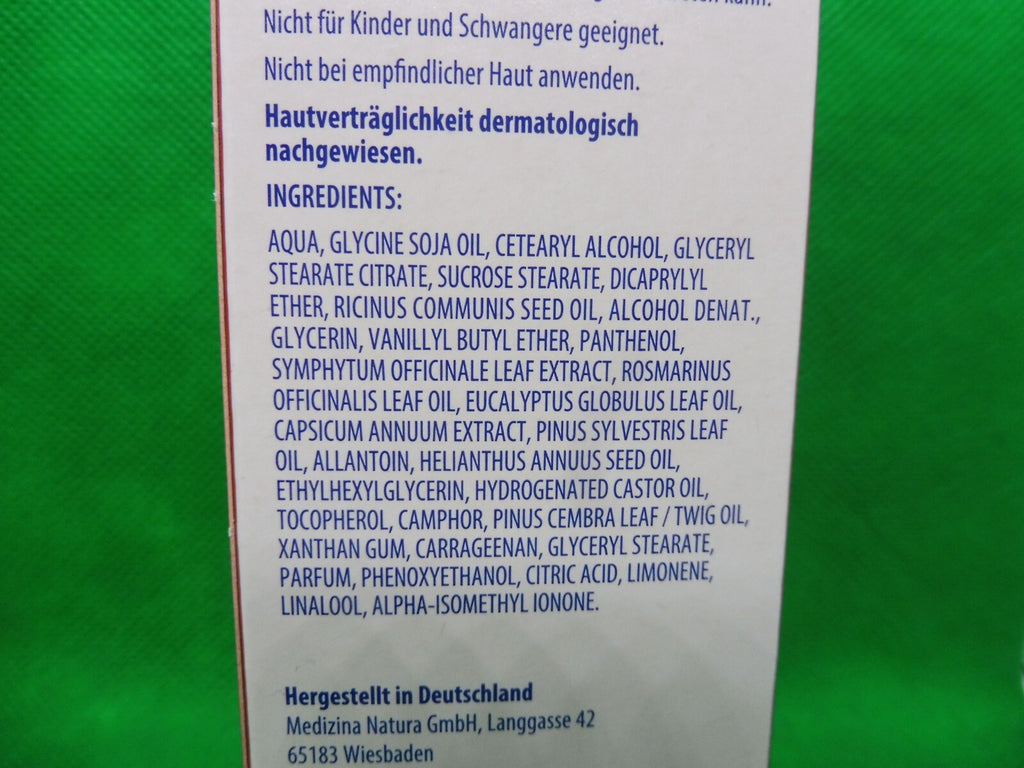 kann.
Nicht für Kinder und Schwangere geeignet.
Nicht bei empfindlicher Haut anwenden.
Hautverträglichkeit dermatologisch
nachgewiesen.
INGREDIENTS:
AQUA, GLYCINE SOJA OIL, CETEARYL ALCOHOL, GLYCERYL
STEARATE CITRATE, SUCROSE STEARATE, DICAPRYLYL
ETHER, RICINUS COMMUNIS SEED OIL, ALCOHOL DENAT.,
GLYCERIN, VANILLYL BUTYL ETHER, PANTHENOL,
SYMPHYTUM OFFICINALE LEAF EXTRACT, ROSMARINUS
OFFICINALIS LEAF OIL, EUCALYPTUS GLOBULUS LEAF OIL,
CAPSICUM ANNUUM EXTRACT, PINUS SYLVESTRIS LEAF
OIL, ALLANTOIN, HELIANTHUS ANNUUS SEED OIL,
ETHYLHEXYLGLYCERIN, HYDROGENATED CASTOR OIL,
TOCOPHEROL, CAMPHOR, PINUS CEMBRA LEAF / TWIG OIL,
XANTHAN GUM, CARRAGEENAN, GLYCERYL STEARATE,
PARFUM, PHENOXYETHANOL, CITRIC ACID, LIMONENE,
LINALOOL, ALPHA-ISOMETHYL IONONE.
Hergestellt in Deutschland
Medizina Natura GmbH, Langgasse 42
65183 Wiesbaden